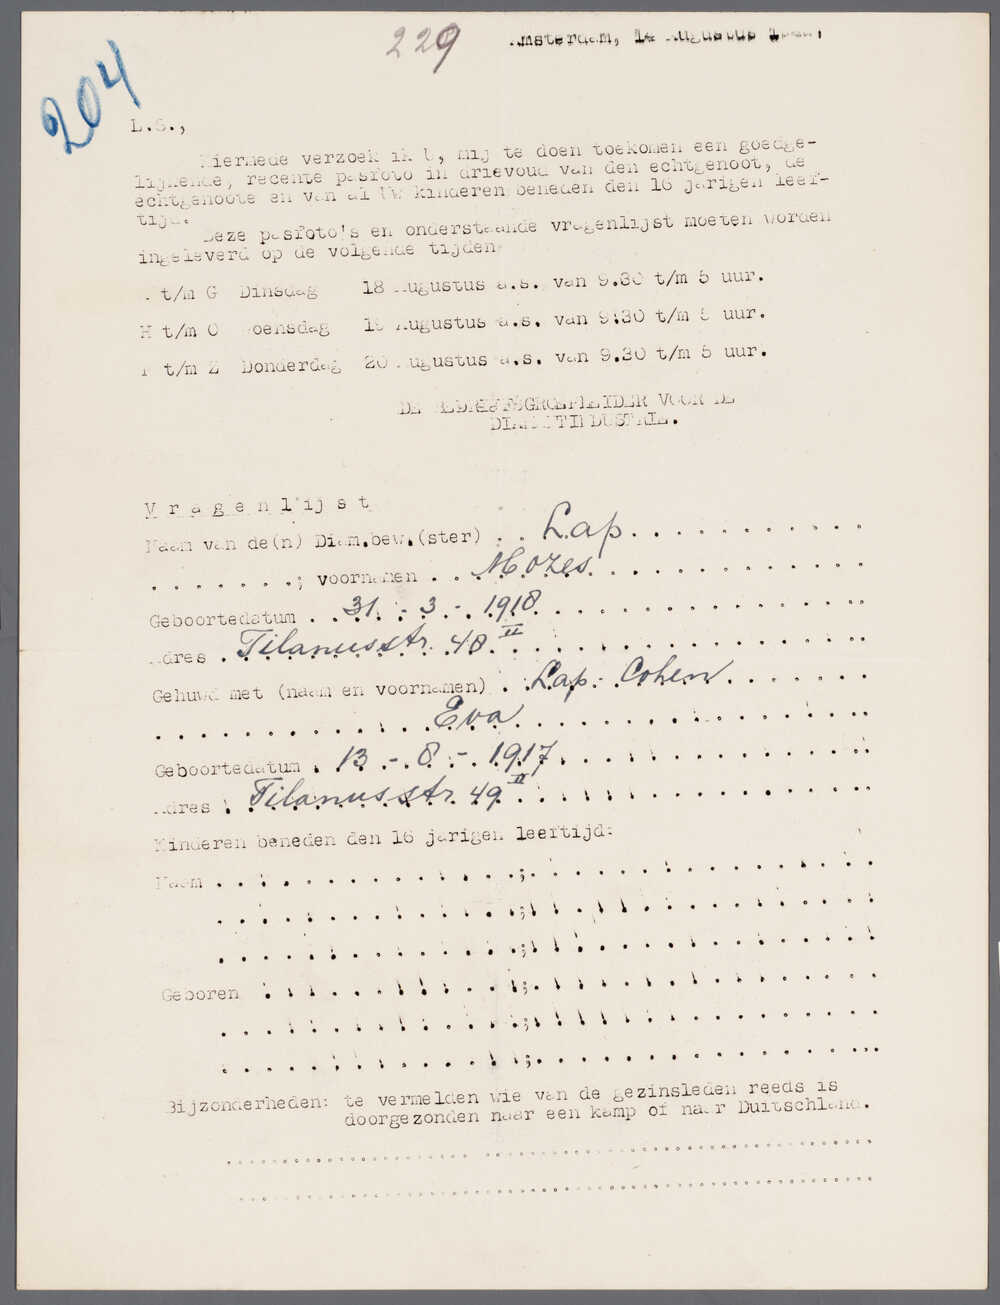 229
Amsterdam, 14 Augustus
204
L.S.,
Hiermede verzoek ik U, mij te doen toekomen een goedge-
lijkende, recente pasfoto in drievoud van den echtgenoot, de
echtgenoote en van al Uw kinderen beneden den 16 jarigen leef-
tijd.
Deze pasfoto's en onderstaande vragenlijst moeten worden
ingeleverd op de volgende tijden
A t/m G Dinsdag 18 Augustus a.s. van 9.30 t/m 5 uur.
H t/m O Woensdag 19 Augustus a.s. van 9.30 t/m 5 uur.
P t/m Z Donderdag 20 Augustus a.s. van 9.30 t/m 5 uur.
DE BEDRIJFSGROEPLEIDER VOOR DE
DIAMANTINDUSTRIE.
Vragenlijst
Naam van de(n) Diam.bew.(ster) . . Lap . . . . . . . . . . .
. . . . . . . ; voornamen . . . Mozes . . . . . . . . . . . .
Geboortedatum . . 31 - 3 - 1918 . . . . . . . . . . . . . .
Adres . Tilanusstr. 48 II . . . . . . . . . . . . . . . .
Gehuwd met (naam en voornamen) . Lap - Cohen . . . . . . .
. . . . . . . . . . . . Eva . . . . . . . . . . . . . . . .
Geboortedatum . 13 - 8 - 1917 . . . . . . . . . . . . . .
Adres . Tilanusstr. 49 II . . . . . . . . . . . . . . . .
Kinderen beneden den 16 jarigen leeftijd:
Naam . . . . . . . . . . . . . . ; . . . . . . . . . . . . . . .
. . . . . . . . . . . . . . ; . . . . . . . . . . . . . . .
. . . . . . . . . . . . . . ; . . . . . . . . . . . . . . .
Geboren . . . . . . . . . . . . ; . . . . . . . . . . . . . . .
. . . . . . . . . . . . . . ; . . . . . . . . . . . . . . .
. . . . . . . . . . . . . . ; . . . . . . . . . . . . . . .
Bijzonderheden: te vermelden wie van de gezinsleden reeds is
doorgezonden naar een kamp of naar Duitschland.
. . . . . . . . . . . . . . . . . . . . . . . . . . . . . .
. . . . . . . . . . . . . . . . . . . . . . . . . . . . . .